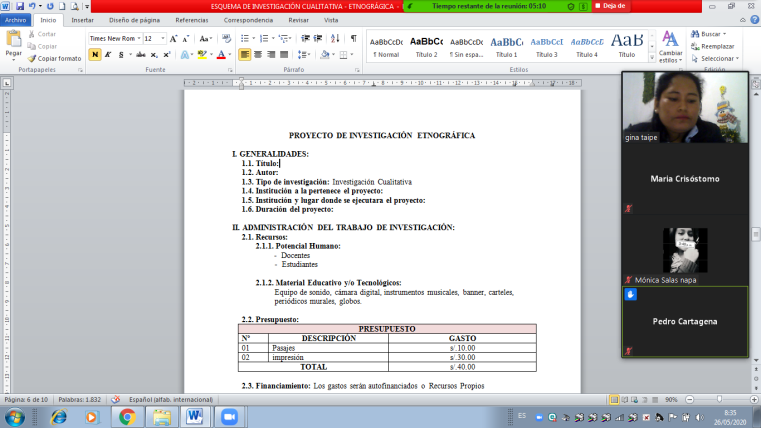 ESQUEMA DE INVESTIGACIÓN CUALITATIVA - ETNOGRÁGICA -
Tiempo restante de la reunión: 05:10
Deja de
Archivo Inicio Insertar Diseño de página Referencias Correspondencia Revisar Vista
Pegar
Cortar
Copiar
Copiar formato
Portapapeles
Times New Rom 12
N K S abc
Fuente
Párrafo
AaBbCcDc AaBbCc AaBbCcDc AaBbC AaBbCcI AaBbCcL AaB
¶ Normal Título 2 ¶ Sin espa... Título 1 Título 3 Título 4 Título
Estilos
Cambiar estilos
Buscar
Reemplazar
Seleccionar
Edición
PROYECTO DE INVESTIGACIÓN ETNOGRÁFICA
I. GENERALIDADES:
1.1. Título:
1.2. Autor:
1.3. Tipo de investigación: Investigación Cualitativa
1.4. Institución a la pertenece el proyecto:
1.5. Institución y lugar donde se ejecutara el proyecto:
1.6. Duración del proyecto:
II. ADMINISTRACIÓN DEL TRABAJO DE INVESTIGACIÓN:
2.1. Recursos:
2.1.1. Potencial Humano:
- Docentes
- Estudiantes
2.1.2. Material Educativo y/o Tecnológicos:
Equipo de sonido, cámara digital, instrumentos musicales, banner, carteles,
periódicos murales, globos.
2.2. Presupuesto:
PRESUPUESTO
Nº DESCRIPCIÓN GASTO
01 Pasajes s/.10.00
02 impresión s/.30.00
TOTAL s/.40.00
2.3. Financiamiento: Los gastos serán autofinanciados o Recursos Propios
gina taipe
Maria Crisóstomo
Mónica Salas napa
Pedro Cartagena
Página: 6 de 10 Palabras: 1.832 Español (alfab. internacional) 90%
ES
8:35
26/05/2020